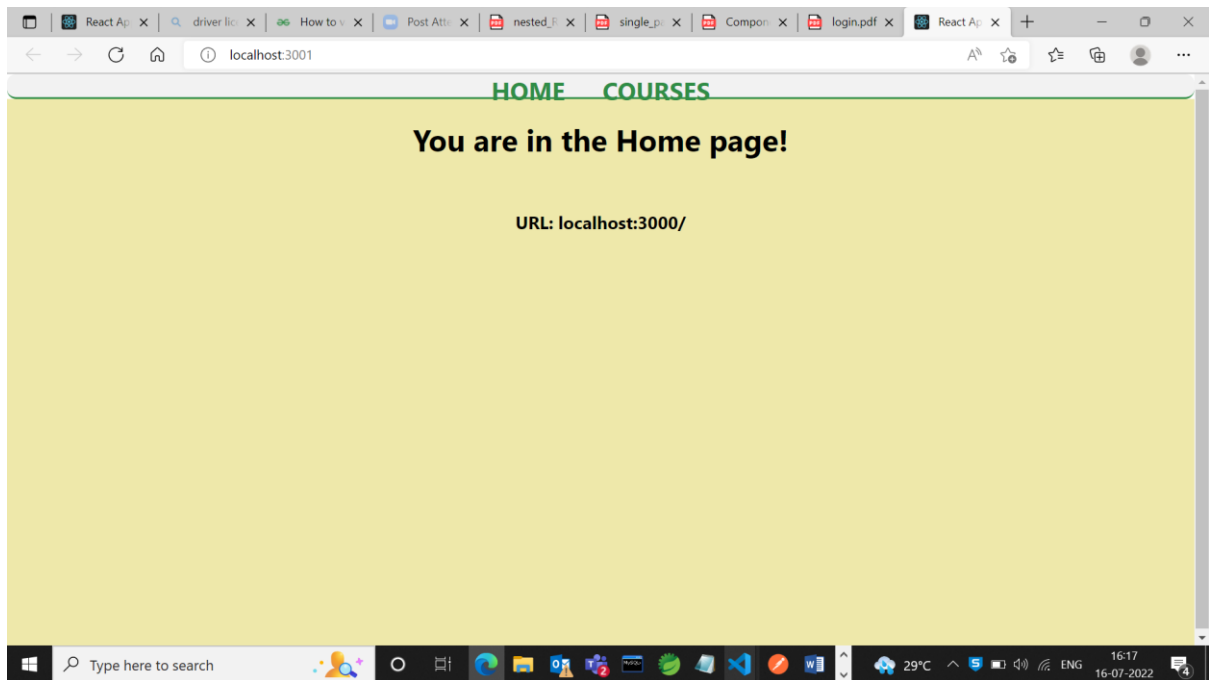 React Ap
driver lic
How to v
Post Atte
nested_R
single_pa
Compon
login.pdf
React Ap
localhost:3001
HOME COURSES
You are in the Home page!
URL: localhost:3000/
Type here to search
29°C
ENG
16:17
16-07-2022
4